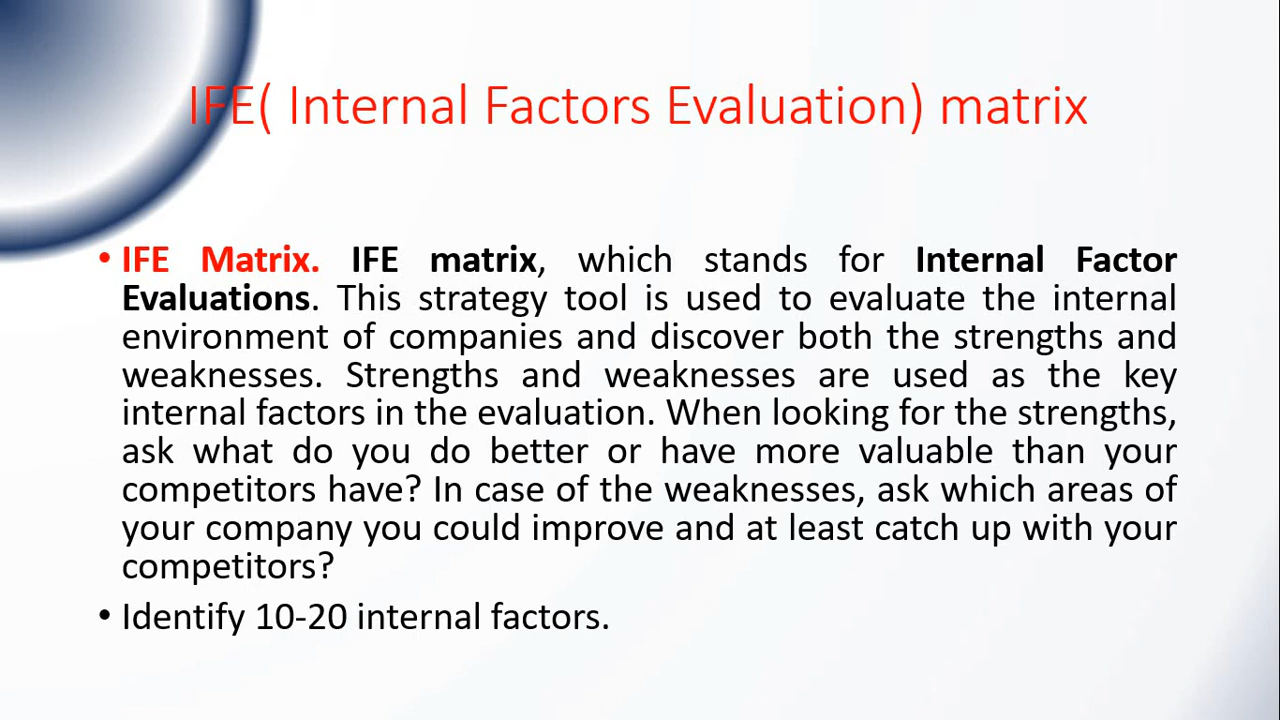 IFE( Internal Factors Evaluation) matrix
• IFE Matrix. IFE matrix, which stands for Internal Factor
Evaluations. This strategy tool is used to evaluate the internal
environment of companies and discover both the strengths and
weaknesses. Strengths and weaknesses are used as the key
internal factors in the evaluation. When looking for the strengths,
ask what do you do better or have more valuable than your
competitors have? In case of the weaknesses, ask which areas of
your company you could improve and at least catch up with your
competitors?
• Identify 10-20 internal factors.